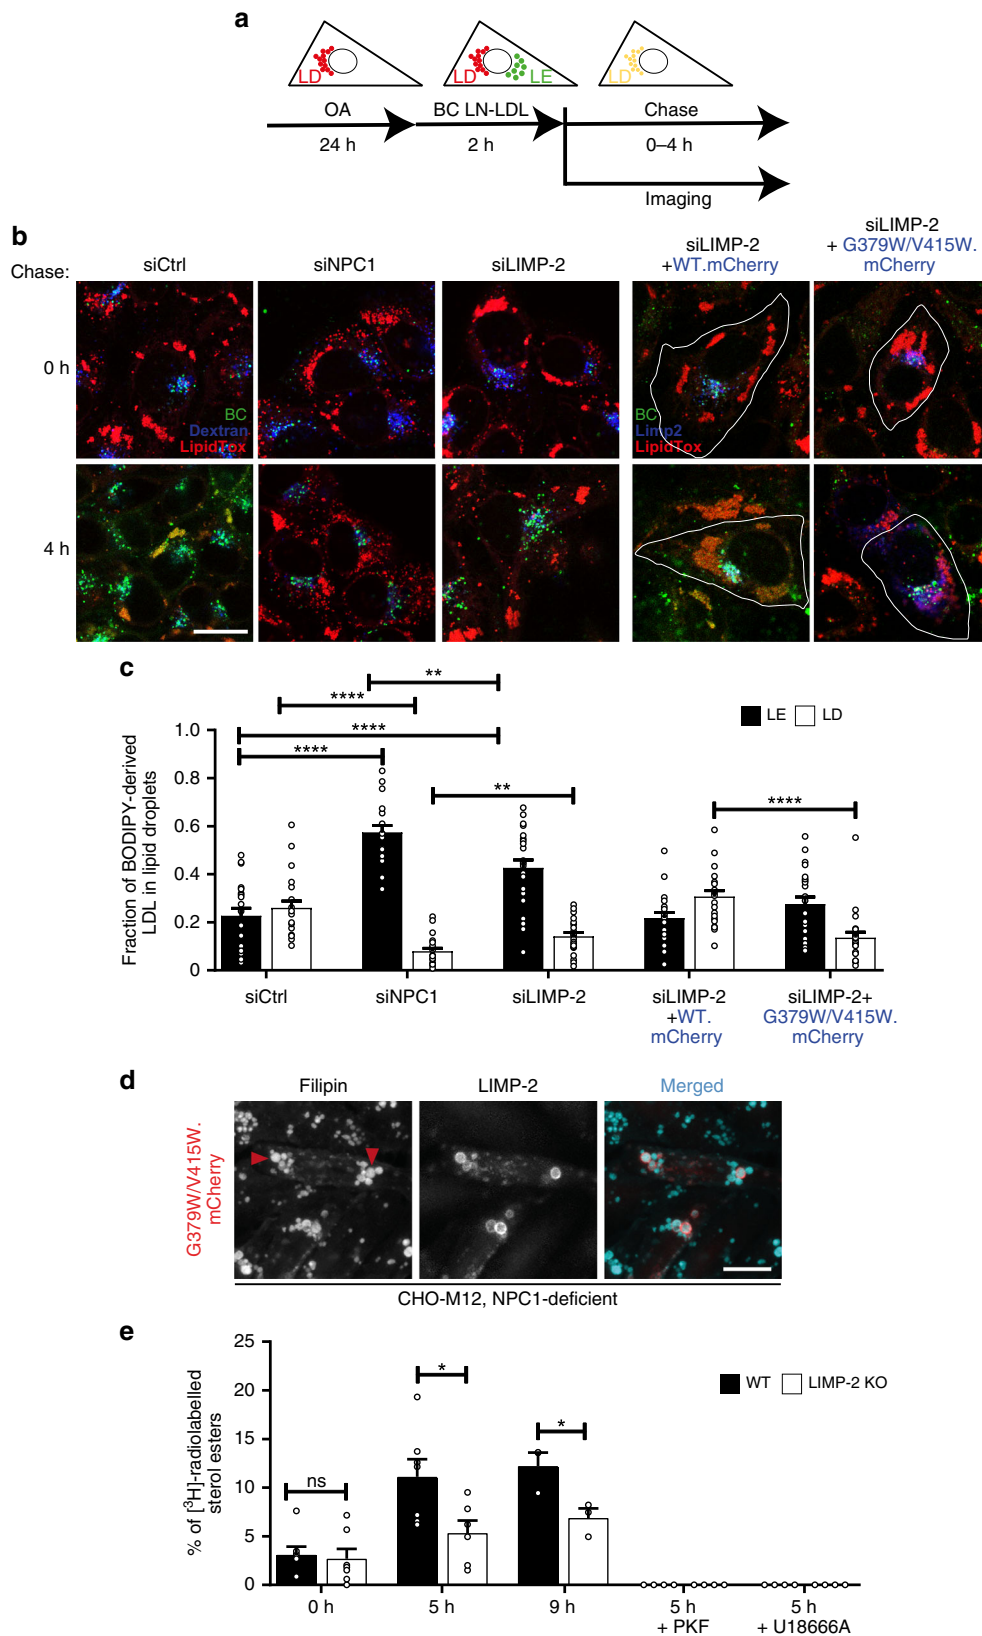 a
LD
LD
LE
LD
OA
BC LN-LDL
Chase
24 h
2 h
0–4 h
Imaging
b
Chase:
siCtrl
siNPC1
siLIMP-2
siLIMP-2
+WT.mCherry
siLIMP-2
+ G379W/V415W.
mCherry
0 h
BC
Dextran
LipidTox
BC
Limp2
LipidTox
4 h
c
**
****
****
****
**
****
LE
LD
Fraction of BODIPY-derived
LDL in lipid droplets
1.0
0.8
0.6
0.4
0.2
0
siCtrl
siNPC1
siLIMP-2
siLIMP-2
+WT.
mCherry
siLIMP-2+
G379W/V415W.
mCherry
d
Filipin
LIMP-2
Merged
G379W/V415W.
mCherry
CHO-M12, NPC1-deficient
e
% of [³H]-radiolabelled
sterol esters
25
20
15
10
5
0
ns
*
*
WT
LIMP-2 KO
0 h
5 h
9 h
5 h
+ PKF
5 h
+ U18666A